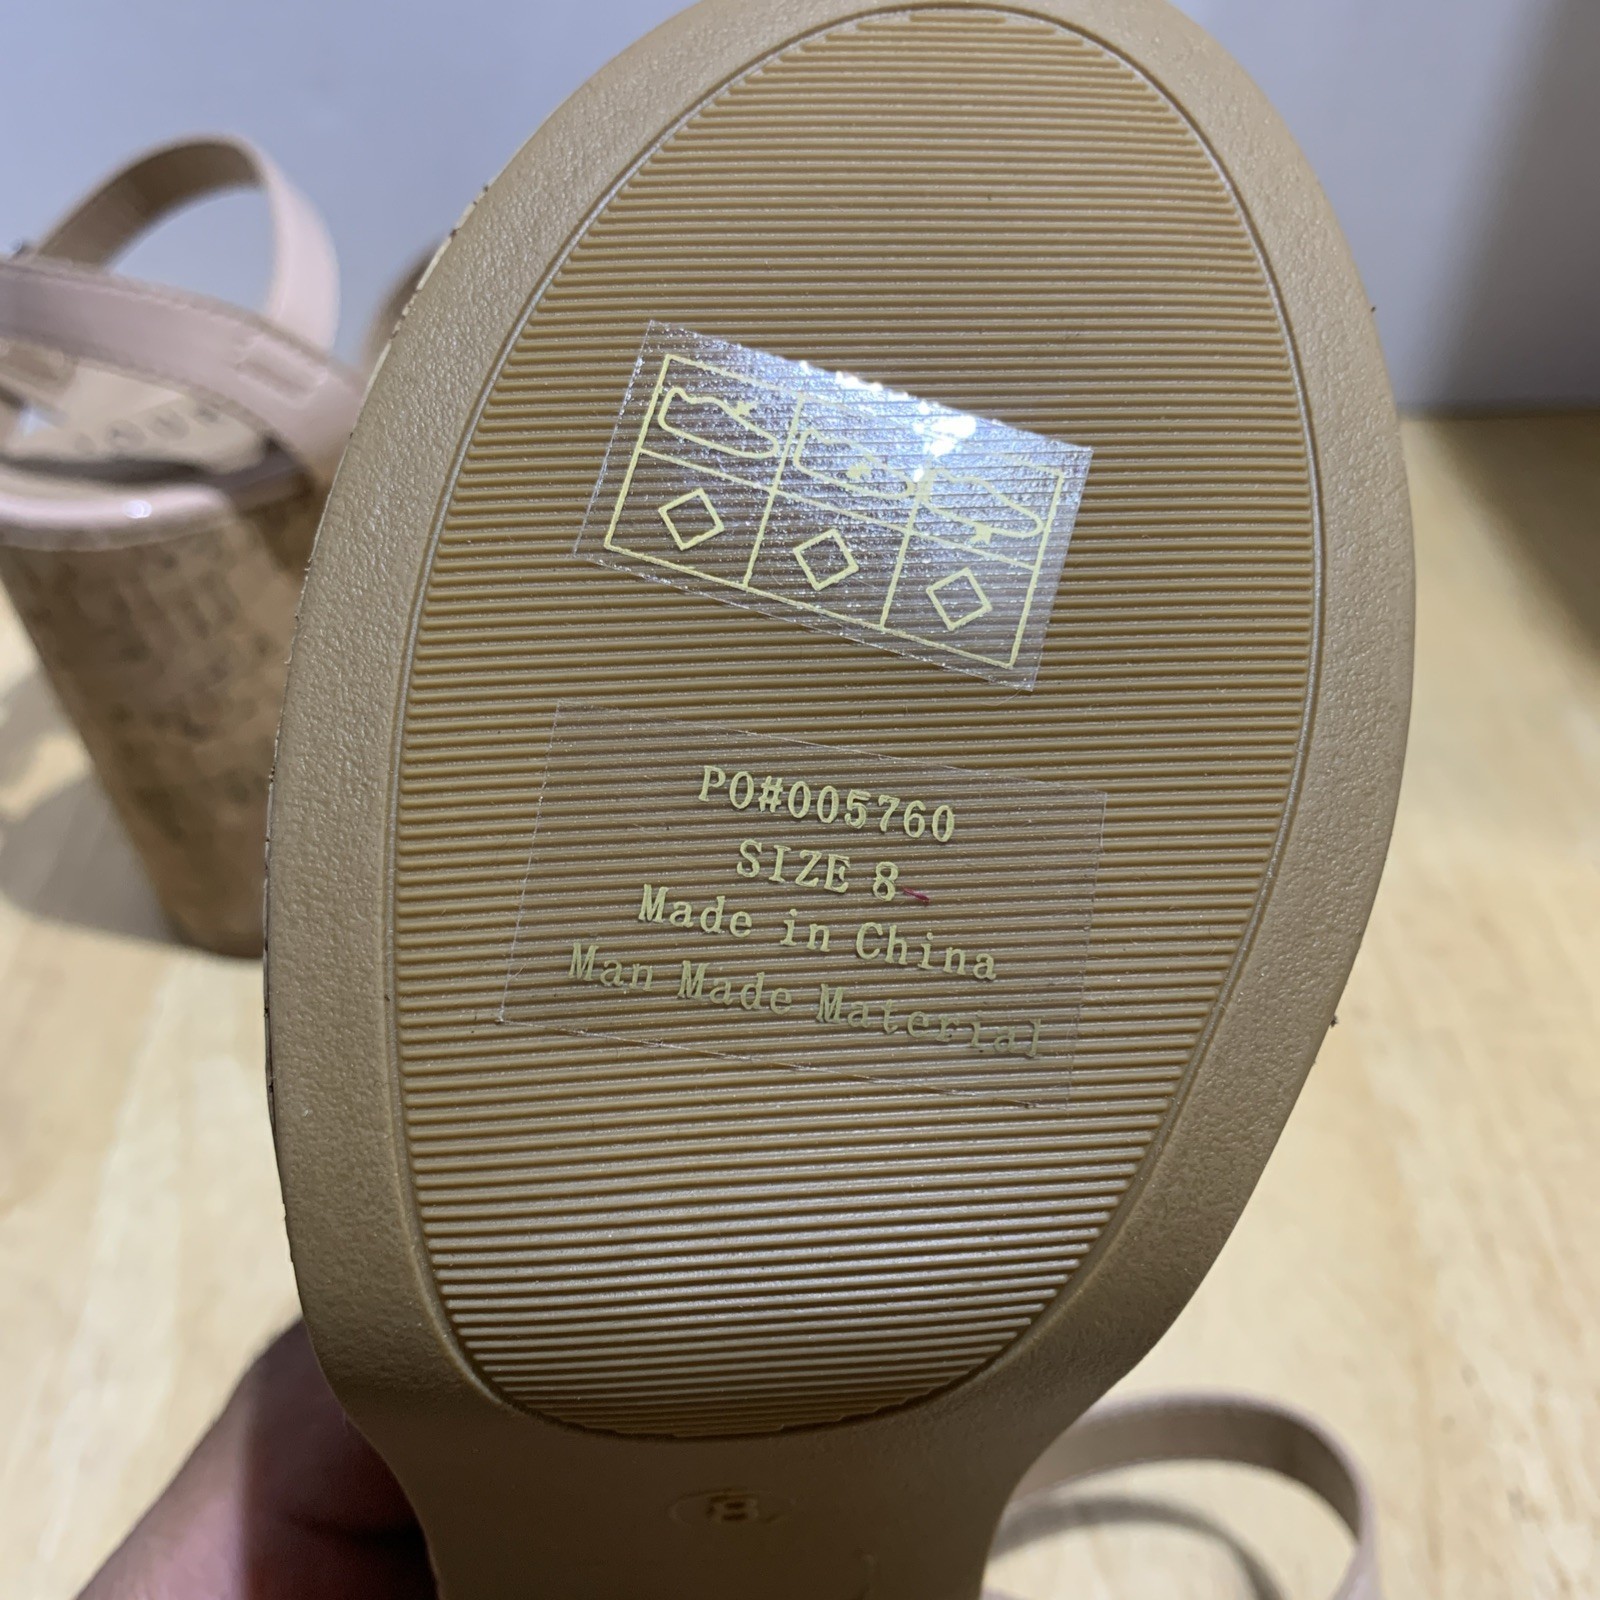 PO#005760
SIZE 8
Made in China
Man Made Material
8